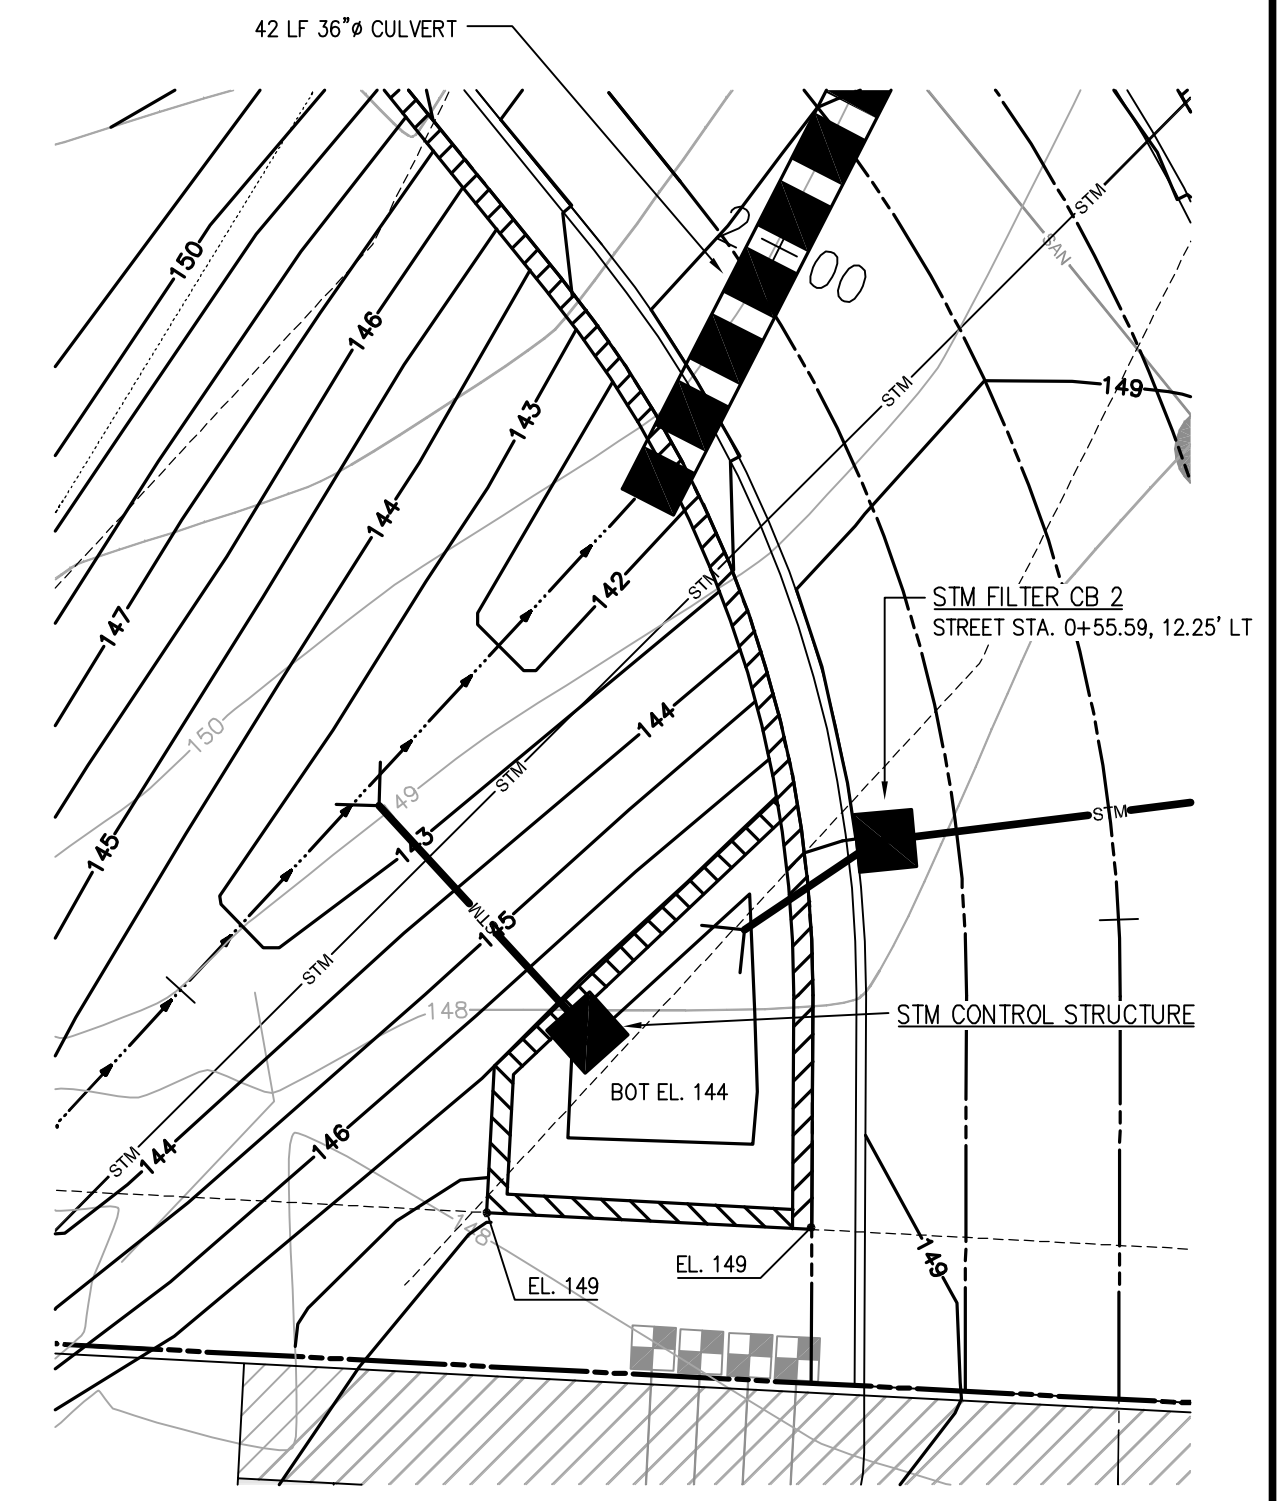 42 LF 36"ø CULVERT
150
146
2+00
STM
SAN
149
143
STM
144
142
STM
STM FILTER CB 2
STREET STA. 0+55.59, 12.25' LT
147
144
150
STM
49
STM
143
145
145
STM
STM
148
STM CONTROL STRUCTURE
BOT EL. 144
146
144
STM
148
149
EL. 149
EL. 149